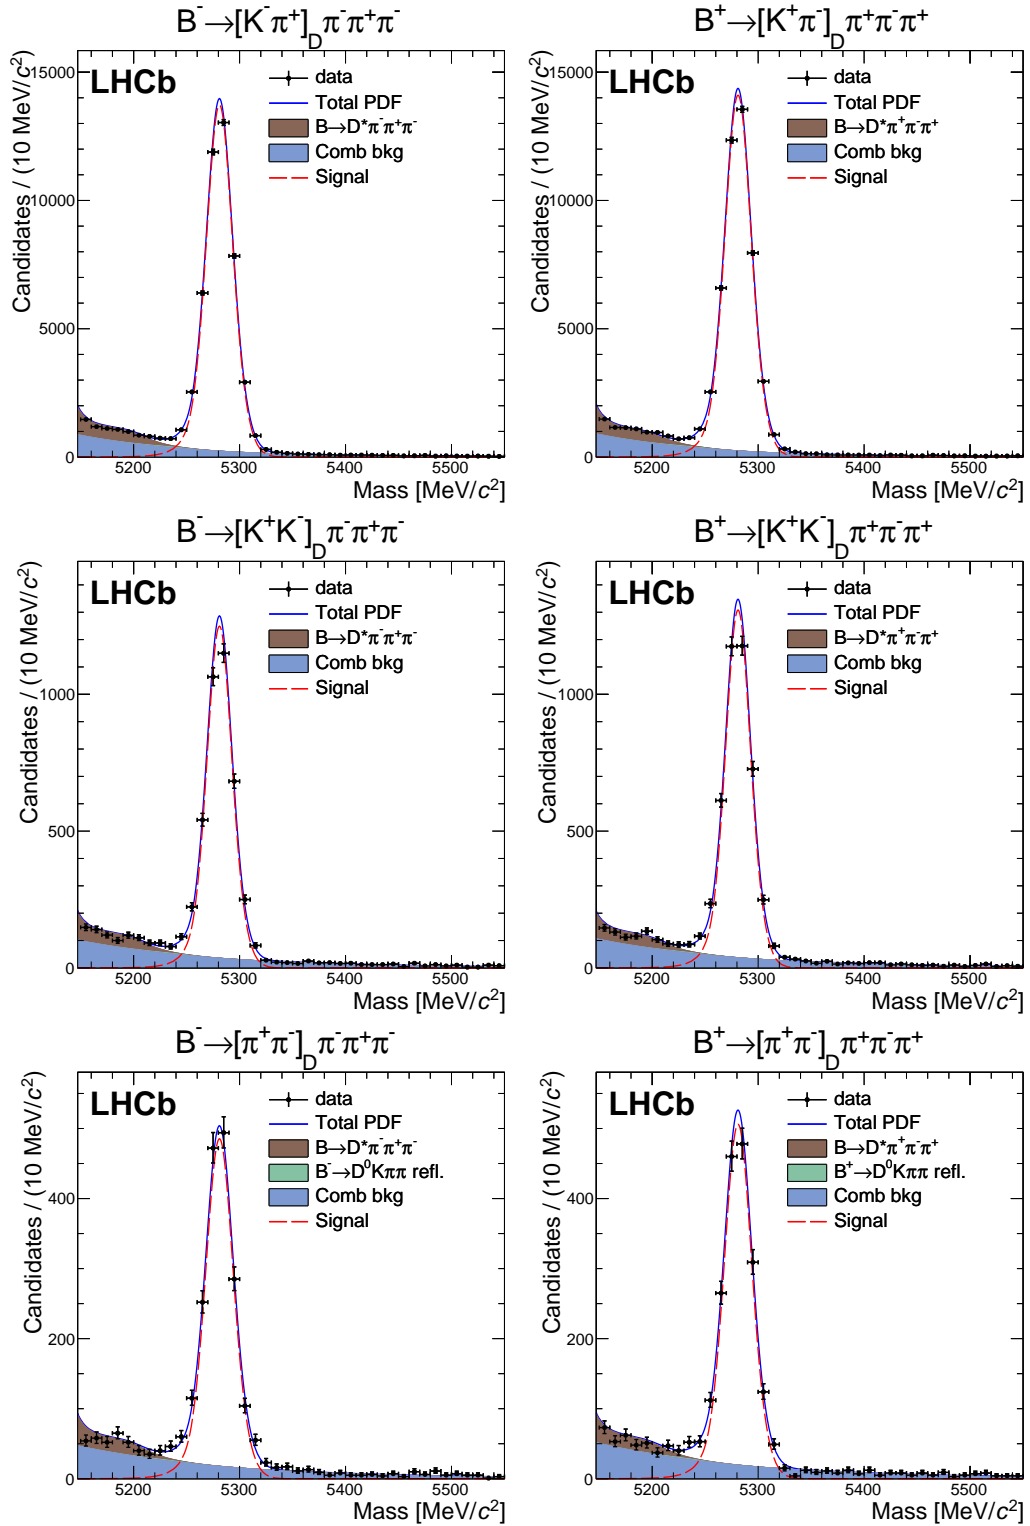 B⁻→[K⁻π⁺]_D π⁻π⁺π⁻
Candidates / (10 MeV/c²)
15000
10000
5000
0
LHCb
data
Total PDF
B→D*π⁻π⁺π⁻
Comb bkg
Signal
5200 5300 5400 5500
Mass [MeV/c²]
B⁺→[K⁺π⁻]_D π⁺π⁻π⁺
Candidates / (10 MeV/c²)
15000
10000
5000
0
LHCb
data
Total PDF
B→D*π⁺π⁻π⁺
Comb bkg
Signal
5200 5300 5400 5500
Mass [MeV/c²]
B⁻→[K⁺K⁻]_D π⁻π⁺π⁻
Candidates / (10 MeV/c²)
1000
500
0
LHCb
data
Total PDF
B→D*π⁻π⁺π⁻
Comb bkg
Signal
5200 5300 5400 5500
Mass [MeV/c²]
B⁺→[K⁺K⁻]_D π⁺π⁻π⁺
Candidates / (10 MeV/c²)
1000
500
0
LHCb
data
Total PDF
B→D*π⁺π⁻π⁺
Comb bkg
Signal
5200 5300 5400 5500
Mass [MeV/c²]
B⁻→[π⁺π⁻]_D π⁻π⁺π⁻
Candidates / (10 MeV/c²)
400
200
0
LHCb
data
Total PDF
B→D*π⁻π⁺π⁻
B⁻→D⁰Kππ refl.
Comb bkg
Signal
5200 5300 5400 5500
Mass [MeV/c²]
B⁺→[π⁺π⁻]_D π⁺π⁻π⁺
Candidates / (10 MeV/c²)
400
200
0
LHCb
data
Total PDF
B→D*π⁺π⁻π⁺
B⁺→D⁰Kππ refl.
Comb bkg
Signal
5200 5300 5400 5500
Mass [MeV/c²]